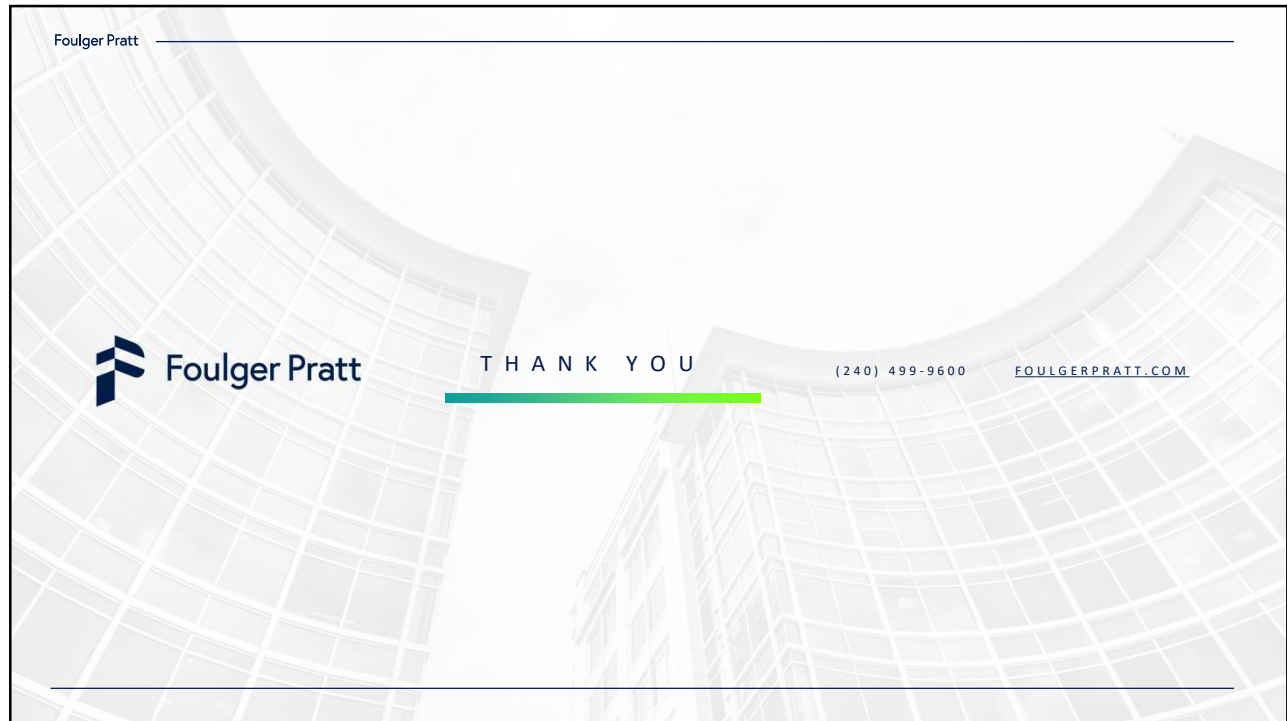 Foulger Pratt
Foulger Pratt
THANK YOU
(240) 499-9600
FOULGERPRATT.COM